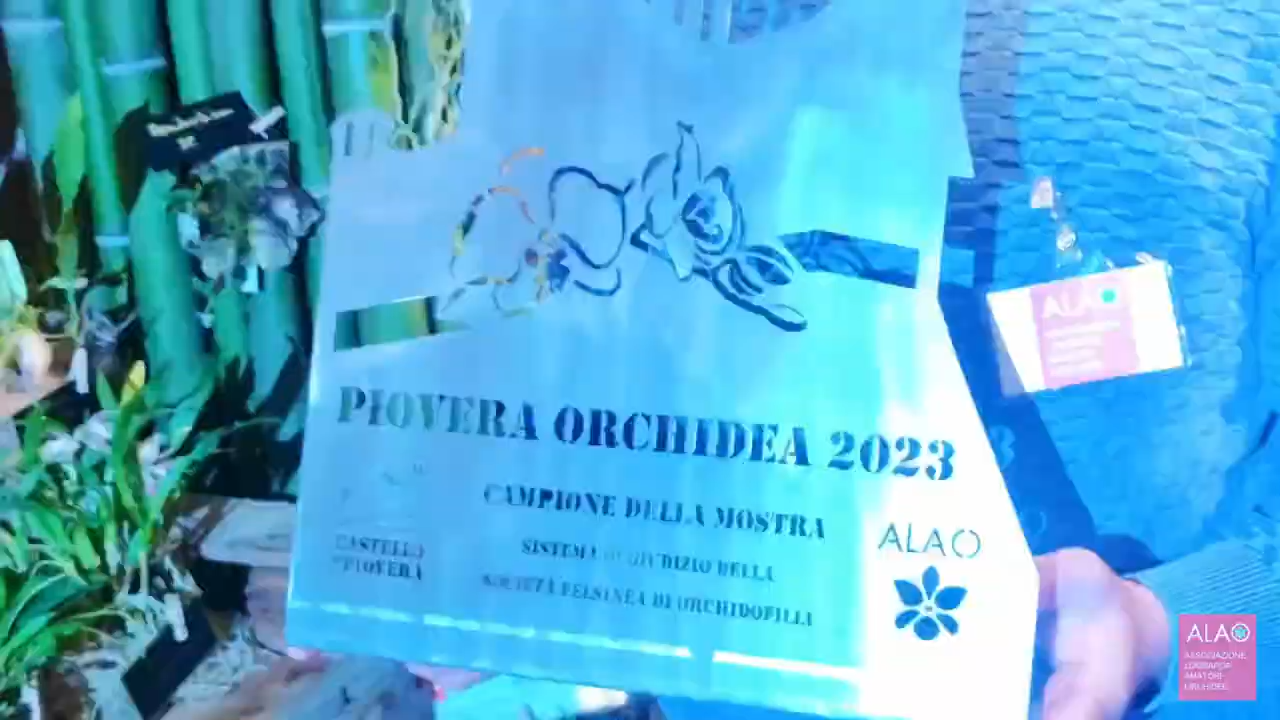 PIOVERA ORCHIDEA 2023
CAMPIONE DELLA MOSTRA
SISTEMA DI GIUDIZIO DELLA
SOCIETÀ FELSINEA DI ORCHIDOFILIA
CASTELLO
PIOVERA
ALAO
ALAO
ALAO
ASSOCIAZIONE
LOMBARDA
AMATORI
ORCHIDEE